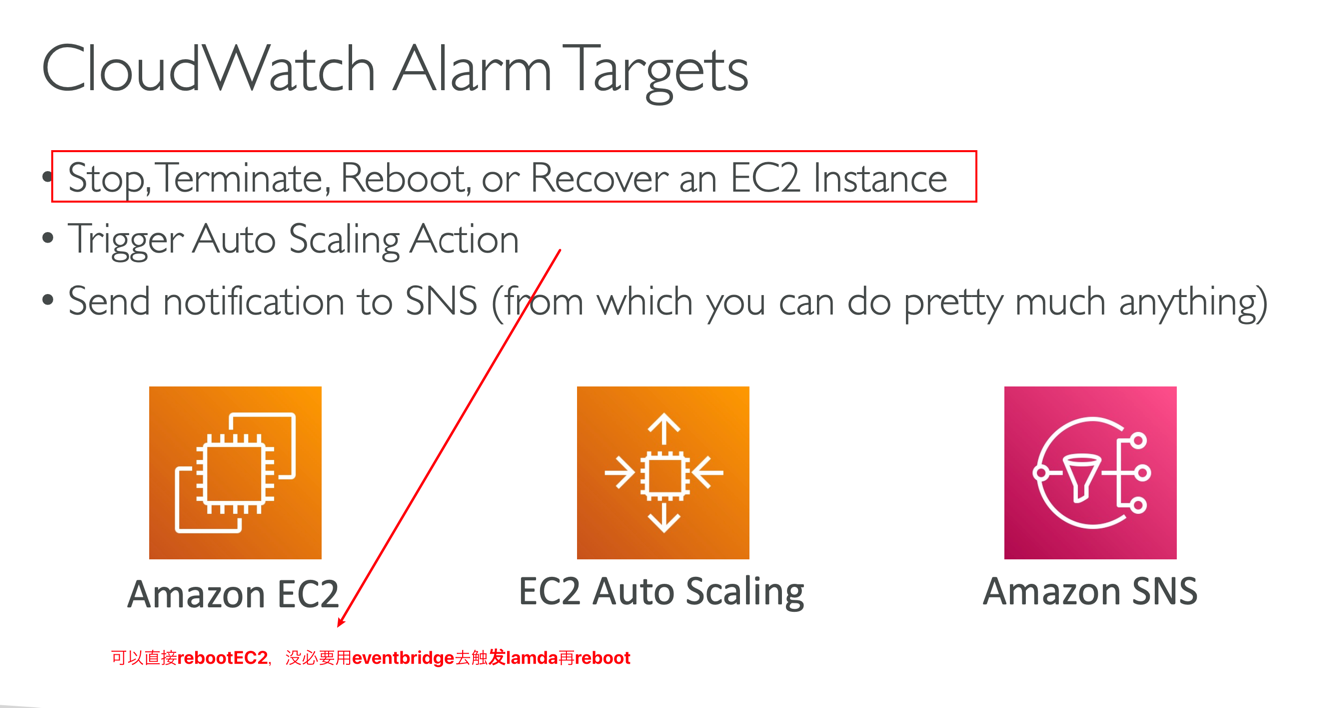 CloudWatch Alarm Targets
• Stop, Terminate, Reboot, or Recover an EC2 Instance
• Trigger Auto Scaling Action
• Send notification to SNS (from which you can do pretty much anything)
Amazon EC2
EC2 Auto Scaling
Amazon SNS
可以直接rebootEC2，没必要用eventbridge去触发lamda再reboot